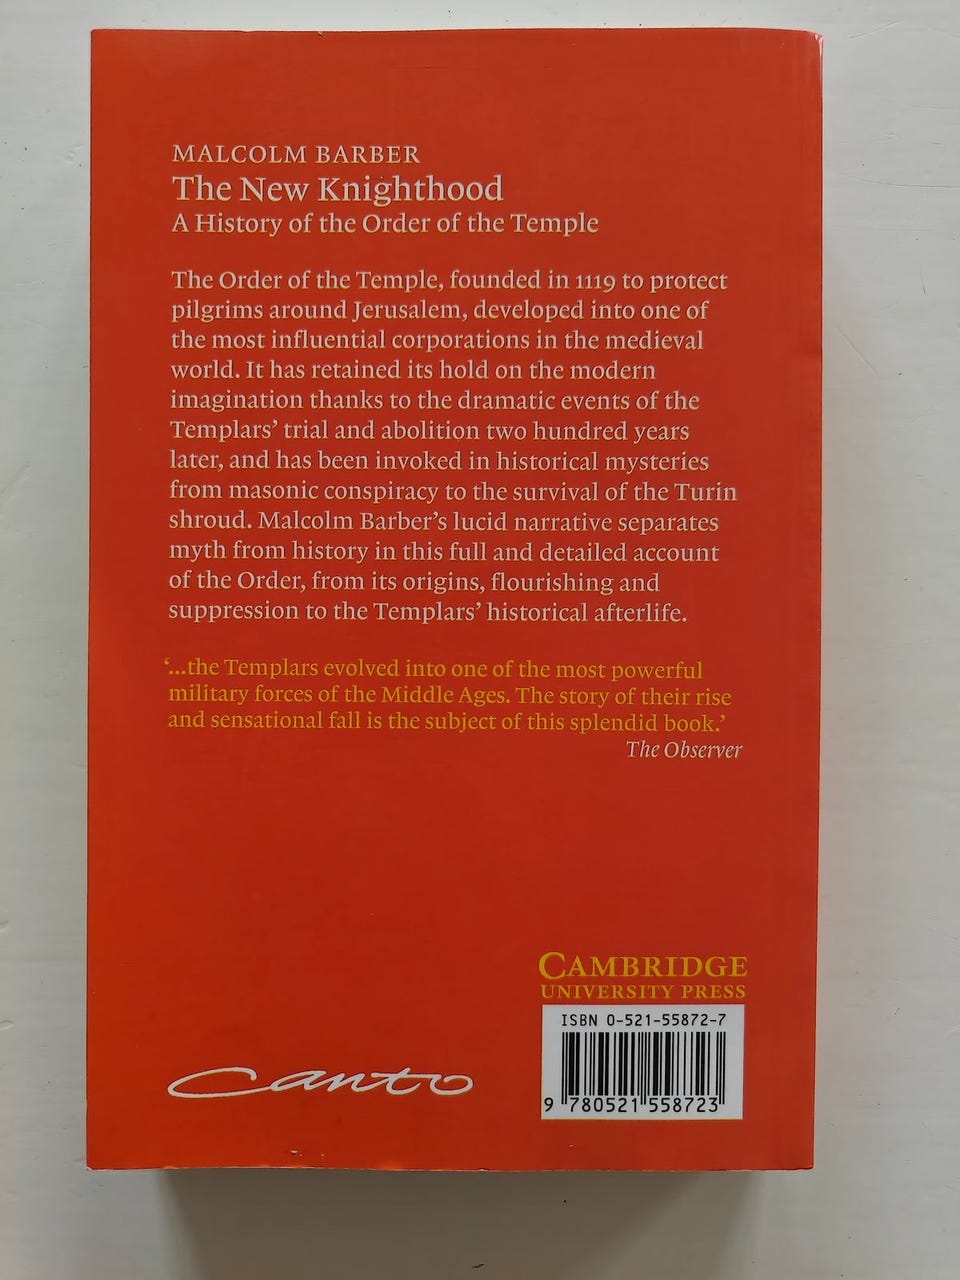 MALCOLM BARBER
The New Knighthood
A History of the Order of the Temple
The Order of the Temple, founded in 1119 to protect
pilgrims around Jerusalem, developed into one of
the most influential corporations in the medieval
world. It has retained its hold on the modern
imagination thanks to the dramatic events of the
Templars’ trial and abolition two hundred years
later, and has been invoked in historical mysteries
from masonic conspiracy to the survival of the Turin
shroud. Malcolm Barber’s lucid narrative separates
myth from history in this full and detailed account
of the Order, from its origins, flourishing and
suppression to the Templars’ historical afterlife.
‘...the Templars evolved into one of the most powerful
military forces of the Middle Ages. The story of their rise
and sensational fall is the subject of this splendid book.’
The Observer
CAMBRIDGE
UNIVERSITY PRESS
ISBN 0-521-55872-7
9 780521 558723
Canto